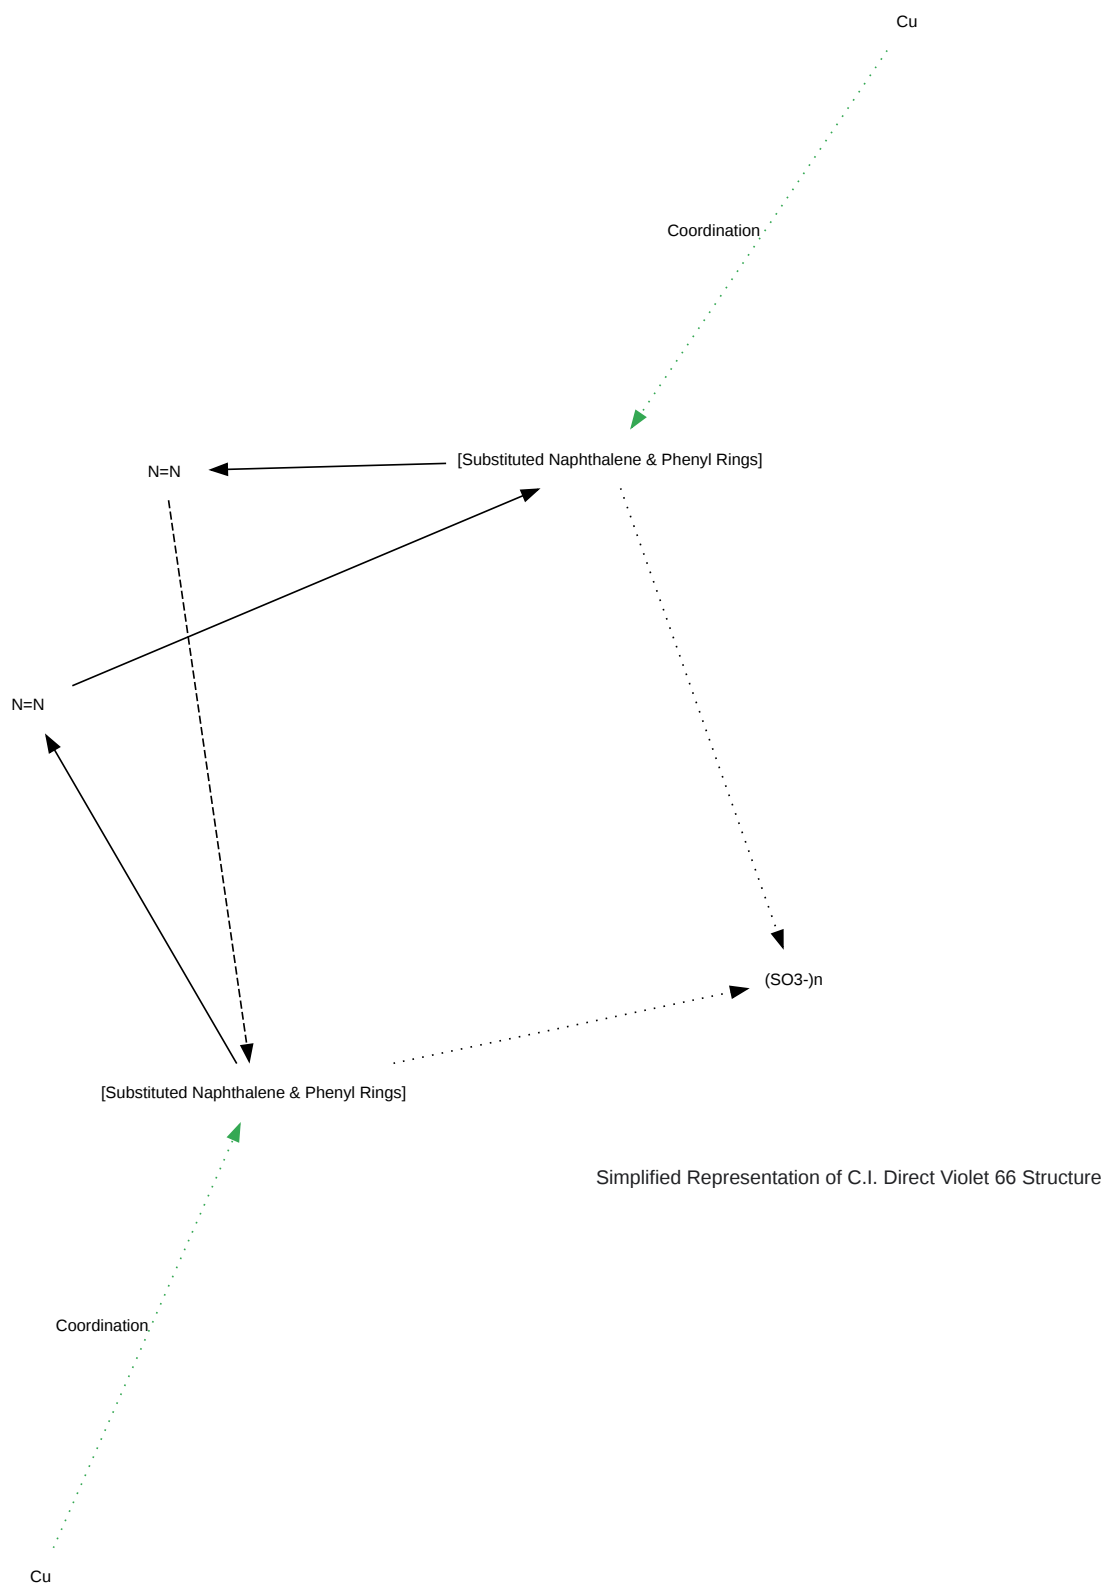 Cu
Coordination
[Substituted Naphthalene & Phenyl Rings]
N=N
N=N
(SO3-)n
[Substituted Naphthalene & Phenyl Rings]
Simplified Representation of C.I. Direct Violet 66 Structure
Coordination
Cu